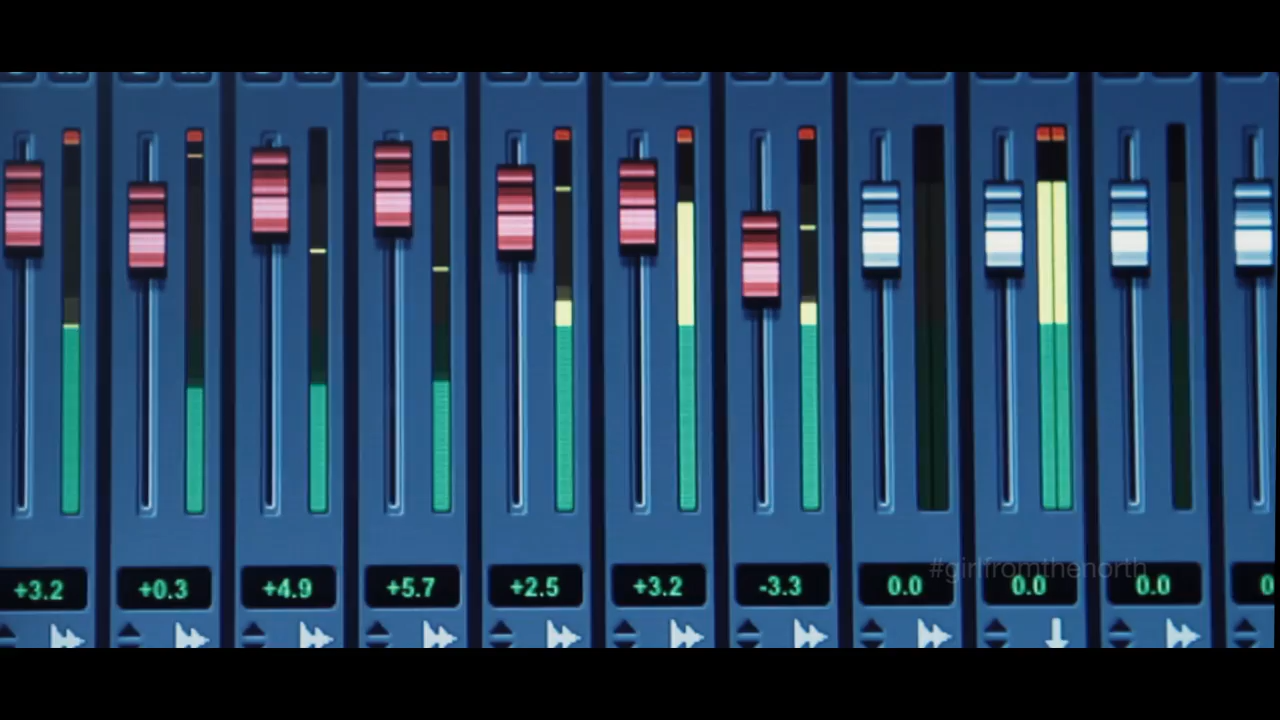 #girlfromthenorth
+3.2 +0.3 +4.9 +5.7 +2.5 +3.2 -3.3 0.0 0.0 0.0